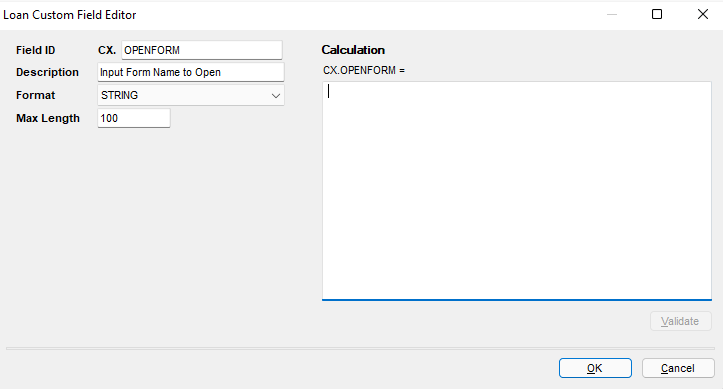 Loan Custom Field Editor
Field ID CX. OPENFORM
Description Input Form Name to Open
Format STRING
Max Length 100
Calculation
CX.OPENFORM =
Validate
OK Cancel